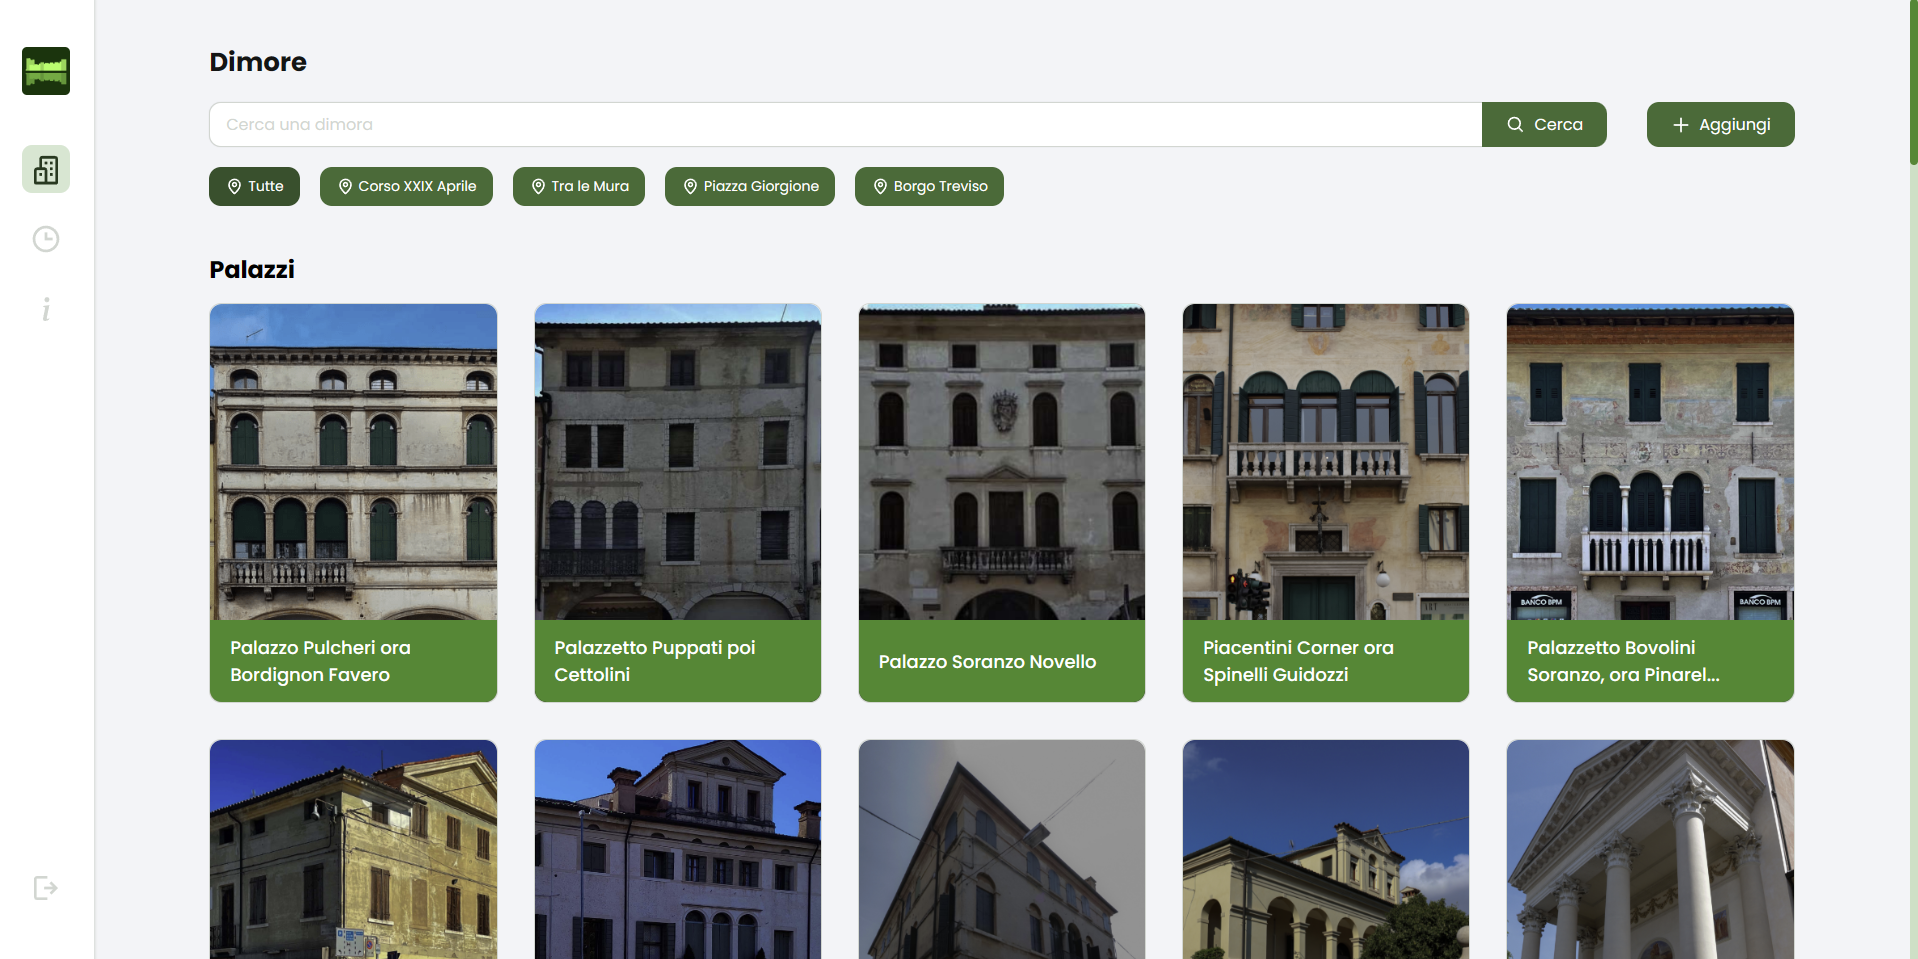 Dimore
Cerca una dimora
Cerca
Aggiungi
Tutte
Corso XXIX Aprile
Tra le Mura
Piazza Giorgione
Borgo Treviso
i
Palazzi
BANCO BPM
BANCO BPM
Palazzo Pulcheri ora
Bordignon Favero
Palazzetto Puppati poi
Cettolini
Palazzo Soranzo Novello
Piacentini Corner ora
Spinelli Guidozzi
Palazzetto Bovolini
Soranzo, ora Pinarel...